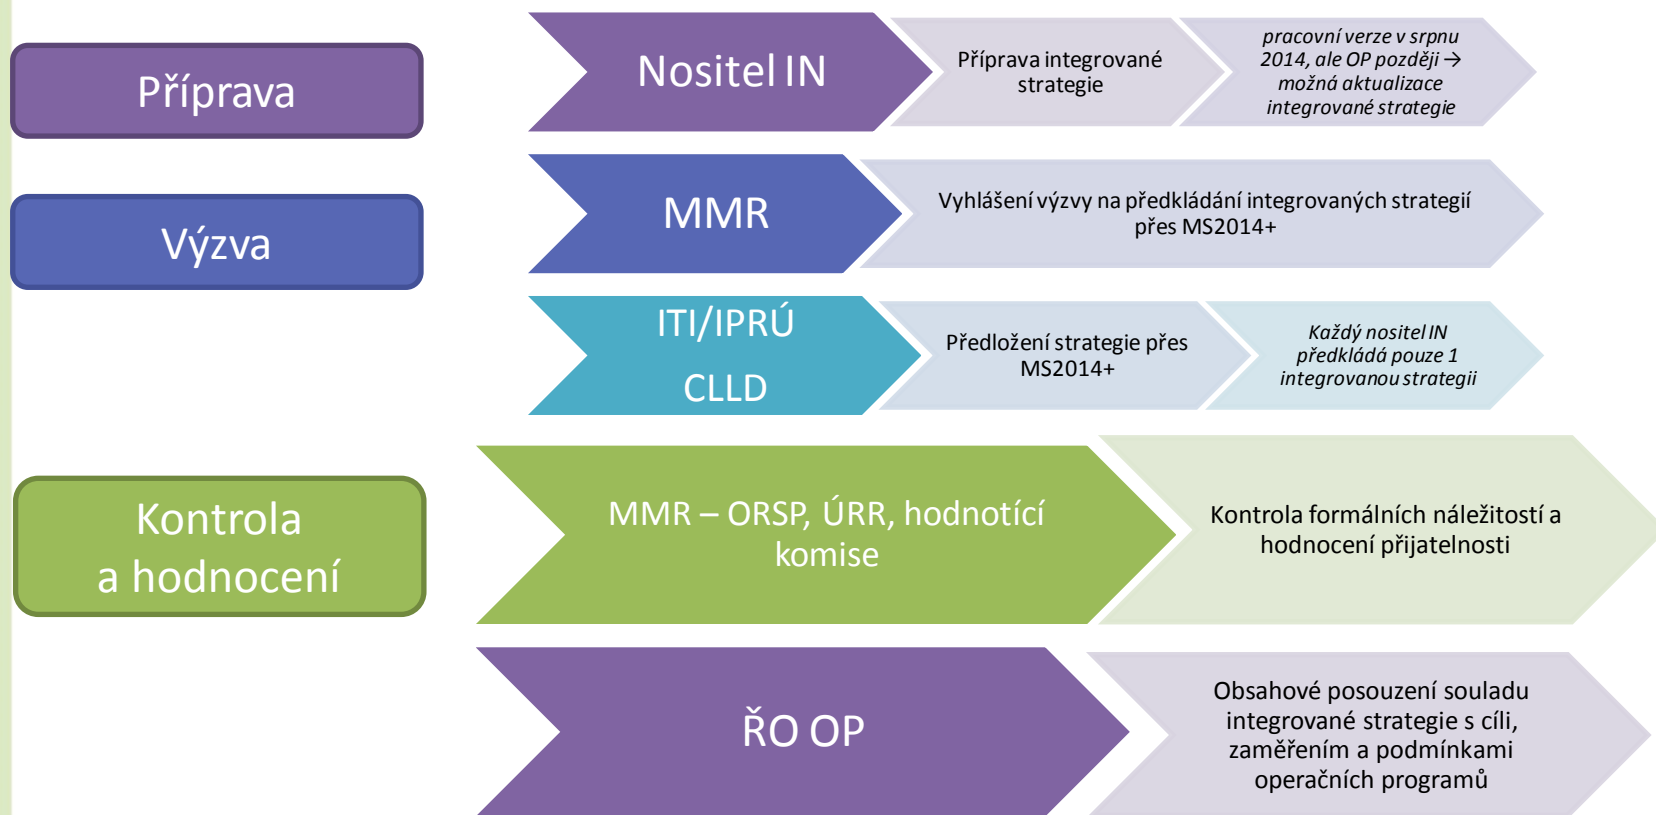 Příprava
Nositel IN
Příprava integrované
strategie
pracovní verze v srpnu
2014, ale OP později →
možná aktualizace
integrované strategie
Výzva
MMR
Vyhlášení výzvy na předkládání integrovaných strategií
přes MS2014+
ITI/IPRÚ
CLLD
Předložení strategie přes
MS2014+
Každý nositel IN
předkládá pouze 1
integrovanou strategii
Kontrola
a hodnocení
MMR – ORSP, ÚRR, hodnotící
komise
Kontrola formálních náležitostí a
hodnocení přijatelnosti
ŘO OP
Obsahové posouzení souladu
integrované strategie s cíli,
zaměřením a podmínkami
operačních programů